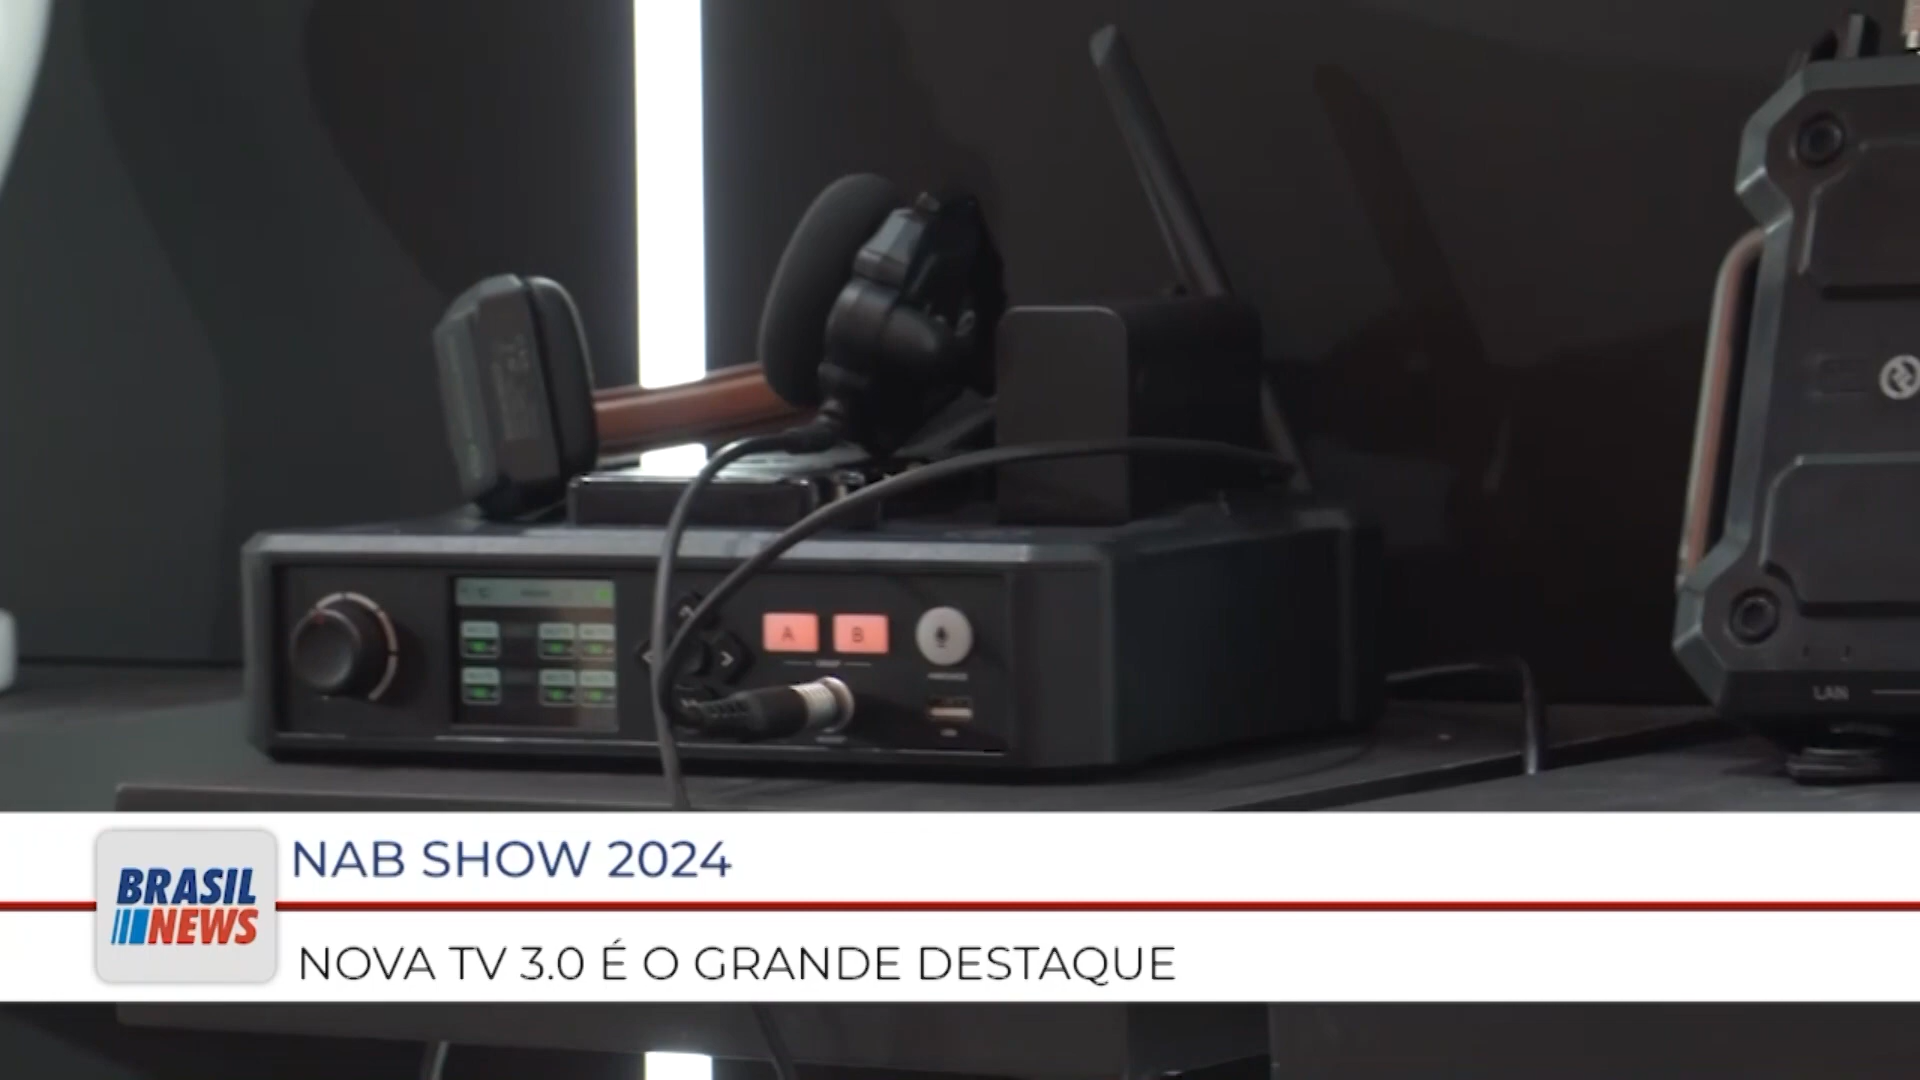 A
B
LAN
NAB SHOW 2024
BRASIL
NEWS
NOVA TV 3.0 É O GRANDE DESTAQUE